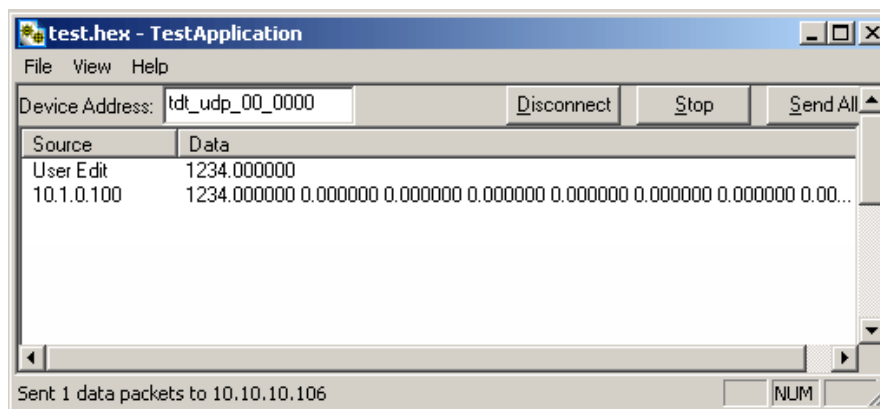 test.hex - TestApplication
File View Help
Device Address: tdt_udp_00_0000 Disconnect Stop Send All
Source Data
User Edit 1234.000000
10.1.0.100 1234.000000 0.000000 0.000000 0.000000 0.000000 0.000000 0.000000 0.00...
Sent 1 data packets to 10.10.10.106 NUM